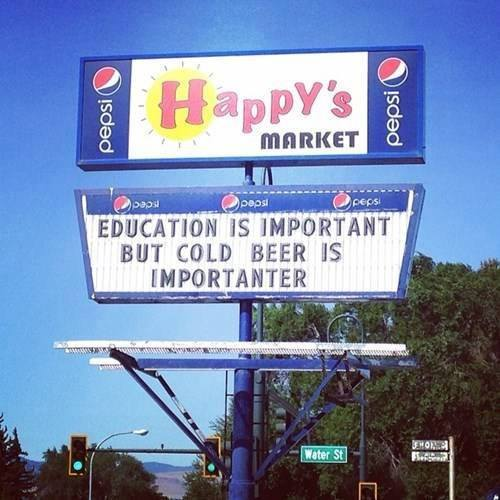 pepsi
Happy's
MARKET
pepsi
pepsi pepsi pepsi
EDUCATION IS IMPORTANT
BUT COLD BEER IS
IMPORTANTER
Water St